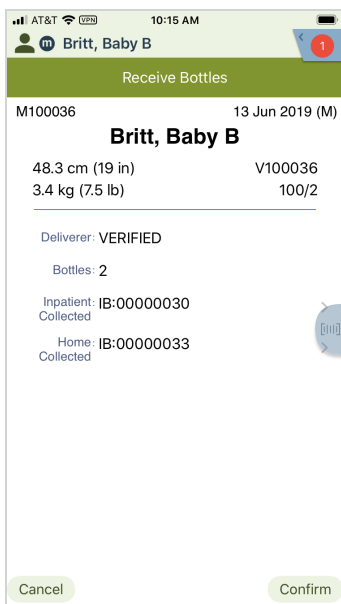 AT&T VPN 10:15 AM
m Britt, Baby B 1
Receive Bottles
M100036 13 Jun 2019 (M)
Britt, Baby B
48.3 cm (19 in) V100036
3.4 kg (7.5 lb) 100/2
Deliverer: VERIFIED
Bottles: 2
Inpatient: IB:00000030
Collected
Home: IB:00000033
Collected
Cancel Confirm